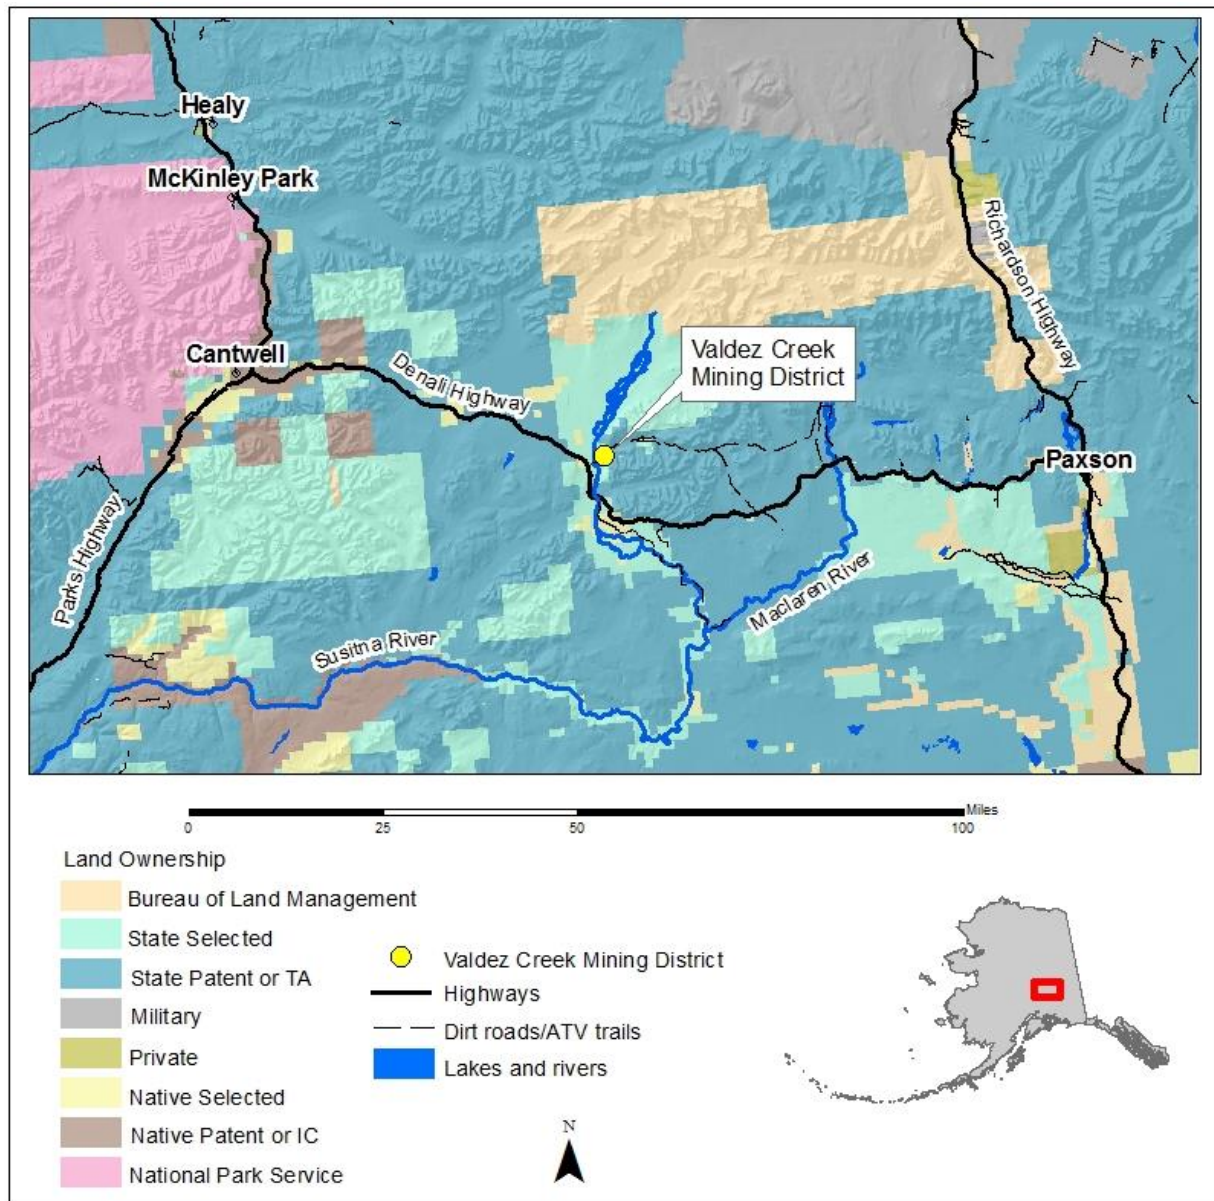 Healy
McKinley Park
Richardson Highway
Cantwell
Valdez Creek
Mining District
Denali Highway
Paxson
Parks Highway
Maclaren River
Susitna River
Miles
0 25 50 100
Land Ownership
Bureau of Land Management
State Selected
State Patent or TA
Military
Private
Native Selected
Native Patent or IC
National Park Service
Valdez Creek Mining District
Highways
Dirt roads/ATV trails
Lakes and rivers
N